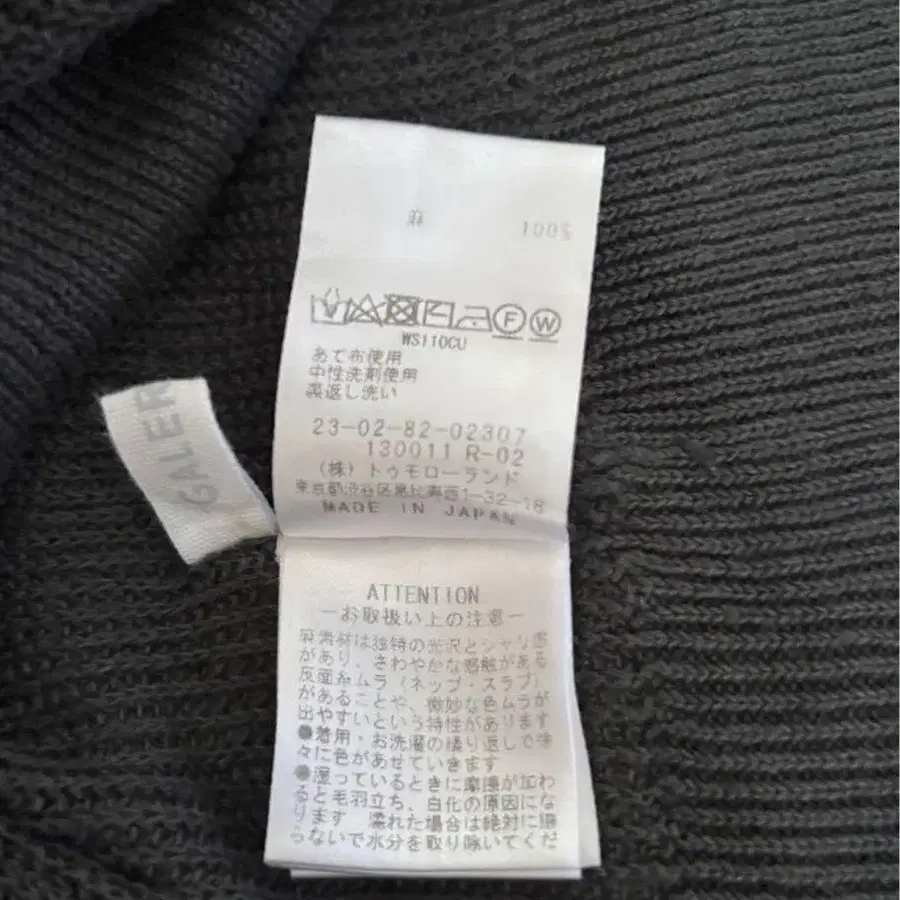 麻 100%
F W
WS110CU
あて布使用
中性洗剤使用
裏返し洗い
23-02-82-02307
130011 R-02
(株)トゥモローランド
東京都渋谷区恵比寿西1-32-18
MADE IN JAPAN
GALER
ATTENTION
ーお取扱い上の注意ー
麻素材は独特の光沢とシャリ感
があり、さわやかな感触がある
反面糸ムラ(ネップ・スラブ)
があることや、微妙な色ムラが
出やすいという特性があります
●着用・お洗濯の繰り返しで徐
々に色があせていきます
●湿っているときに摩擦が加わ
ると毛羽立ち、白化の原因にな
ります 濡れた場合は絶対に擦
らないで水分を取り除いてくだ